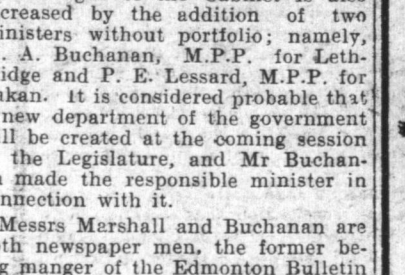 creased by the addition of two
inisters without portfolio; namely,
. A. Buchanan, M.P.P. for Leth-
idge and P. E. Lessard, M.P.P. for
akan. It is considered probable that
new department of the government
ll be created at the coming session
the Legislature, and Mr Buchan-
made the responsible minister in
nnection with it.
Messrs Marshall and Buchanan are
th newspaper men, the former be-
g manger of the Edmonton Bulletin